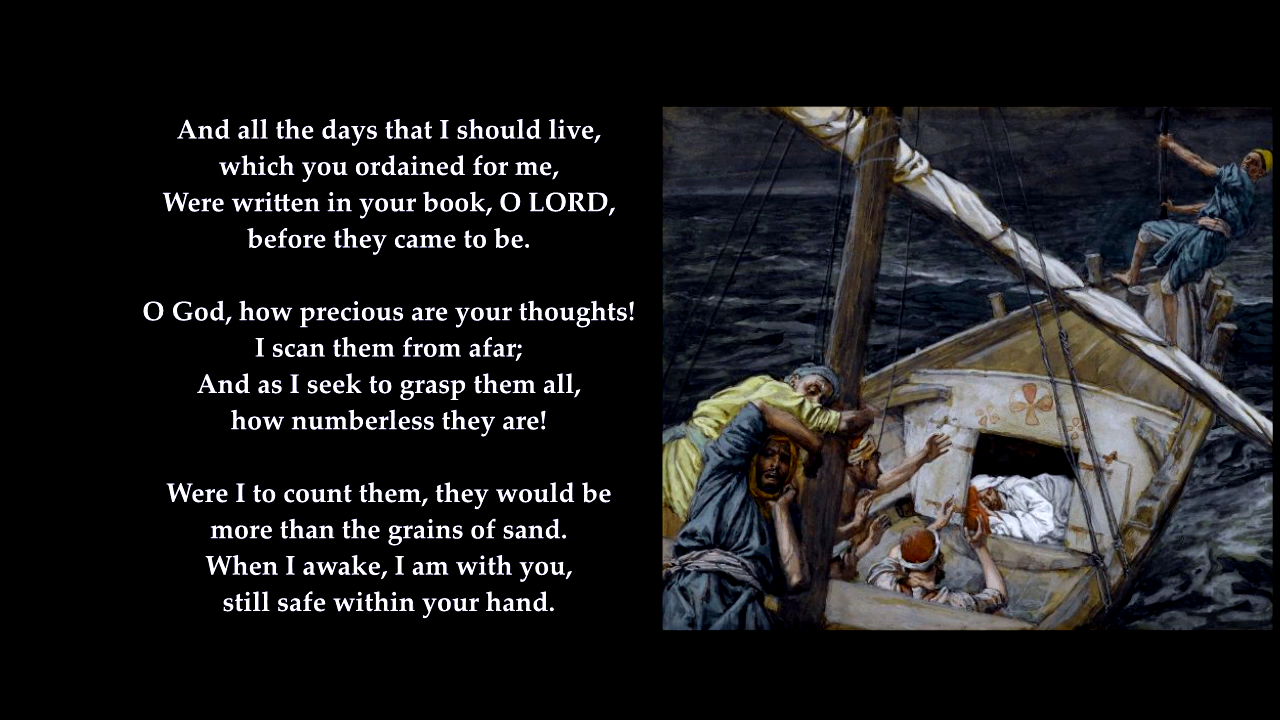 And all the days that I should live,
which you ordained for me,
Were written in your book, O LORD,
before they came to be.
O God, how precious are your thoughts!
I scan them from afar;
And as I seek to grasp them all,
how numberless they are!
Were I to count them, they would be
more than the grains of sand.
When I awake, I am with you,
still safe within your hand.